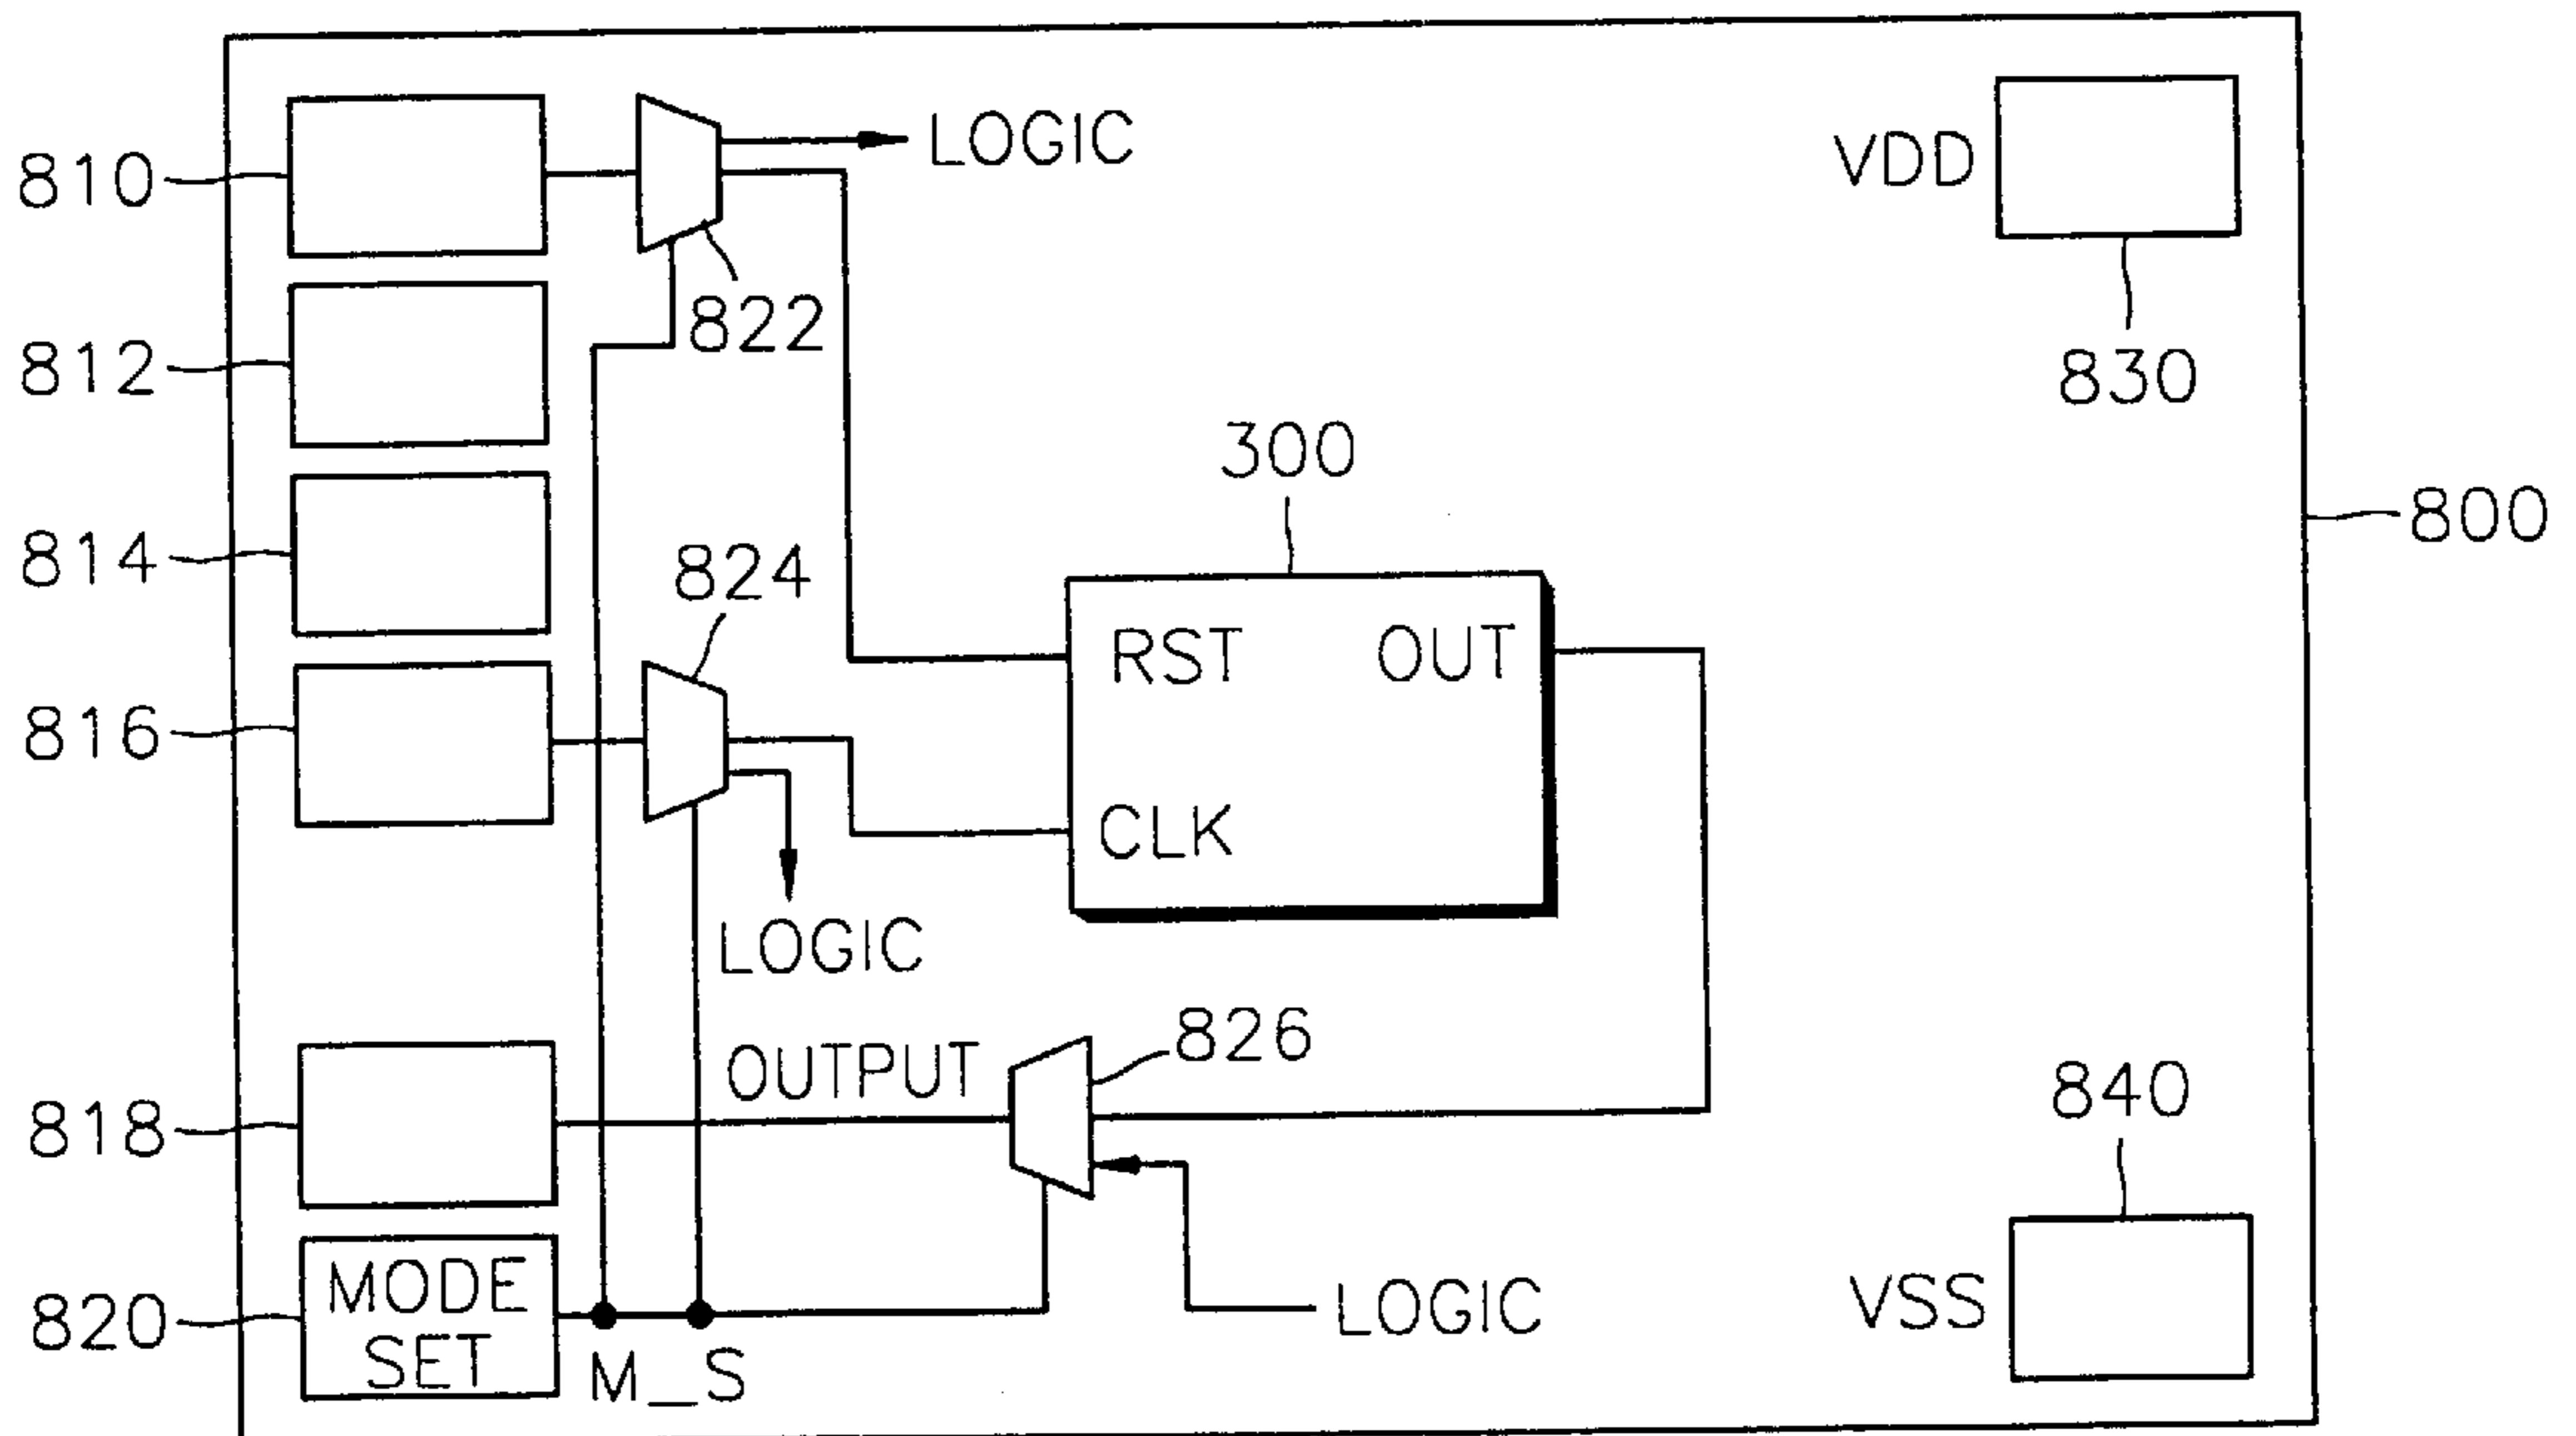 810
812
814
816
818
820
822
LOGIC
VDD
830
300
800
824
RST
OUT
CLK
LOGIC
OUTPUT
826
840
MODE
SET
M_S
LOGIC
VSS